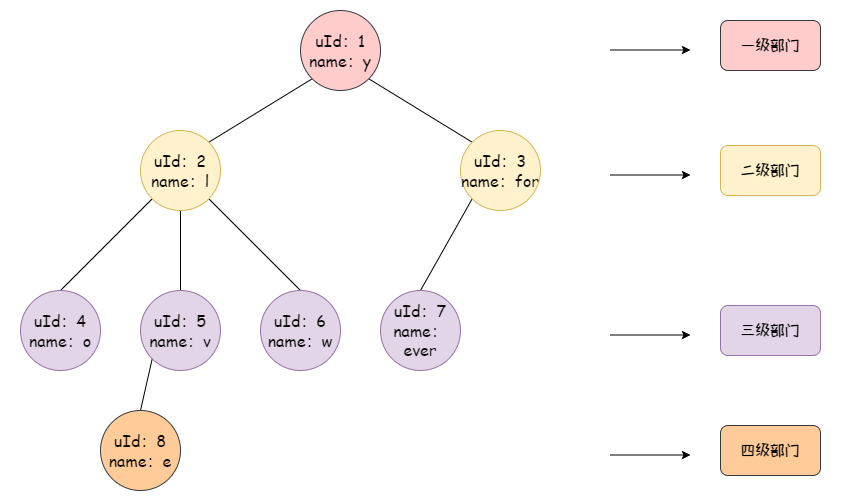 uId: 1
name: y
一级部门
uId: 2
name: l
uId: 3
name: for
二级部门
uId: 4
name: o
uId: 5
name: v
uId: 6
name: w
uId: 7
name:
ever
三级部门
uId: 8
name: e
四级部门